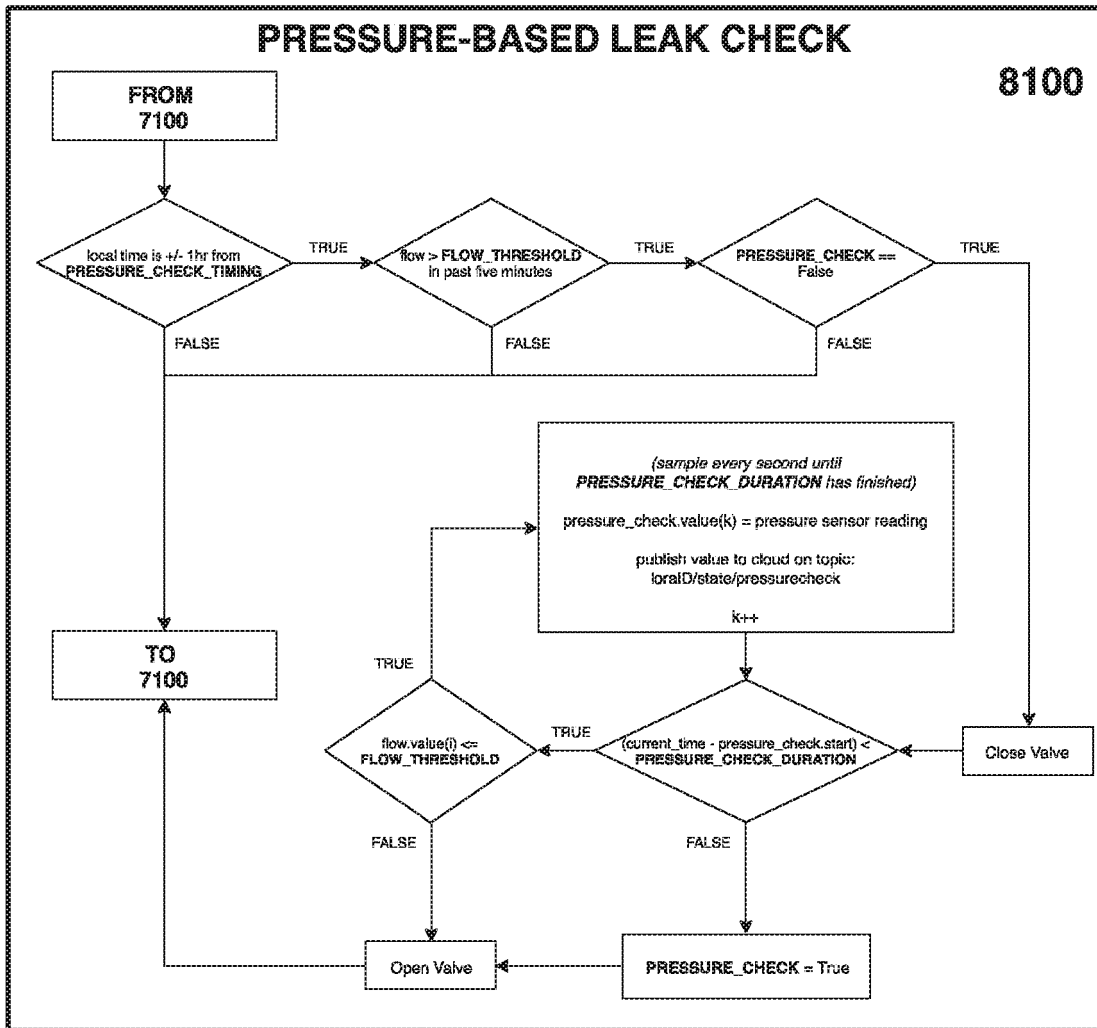 PRESSURE-BASED LEAK CHECK
8100
FROM
7100
local time is +/- 1hr from
PRESSURE_CHECK_TIMING
TRUE
flow > FLOW_THRESHOLD
in past five minutes
TRUE
PRESSURE_CHECK ==
False
TRUE
FALSE
FALSE
FALSE
(sample every second until
PRESSURE_CHECK_DURATION has finished)
pressure_check.value(k) = pressure sensor reading
publish value to cloud on topic:
loraID/state/pressurecheck
k++
TO
7100
TRUE
flow.value(i) <=
FLOW_THRESHOLD
TRUE
(current_time - pressure_check.start) <
PRESSURE_CHECK_DURATION
Close Valve
FALSE
FALSE
Open Valve
PRESSURE_CHECK = True